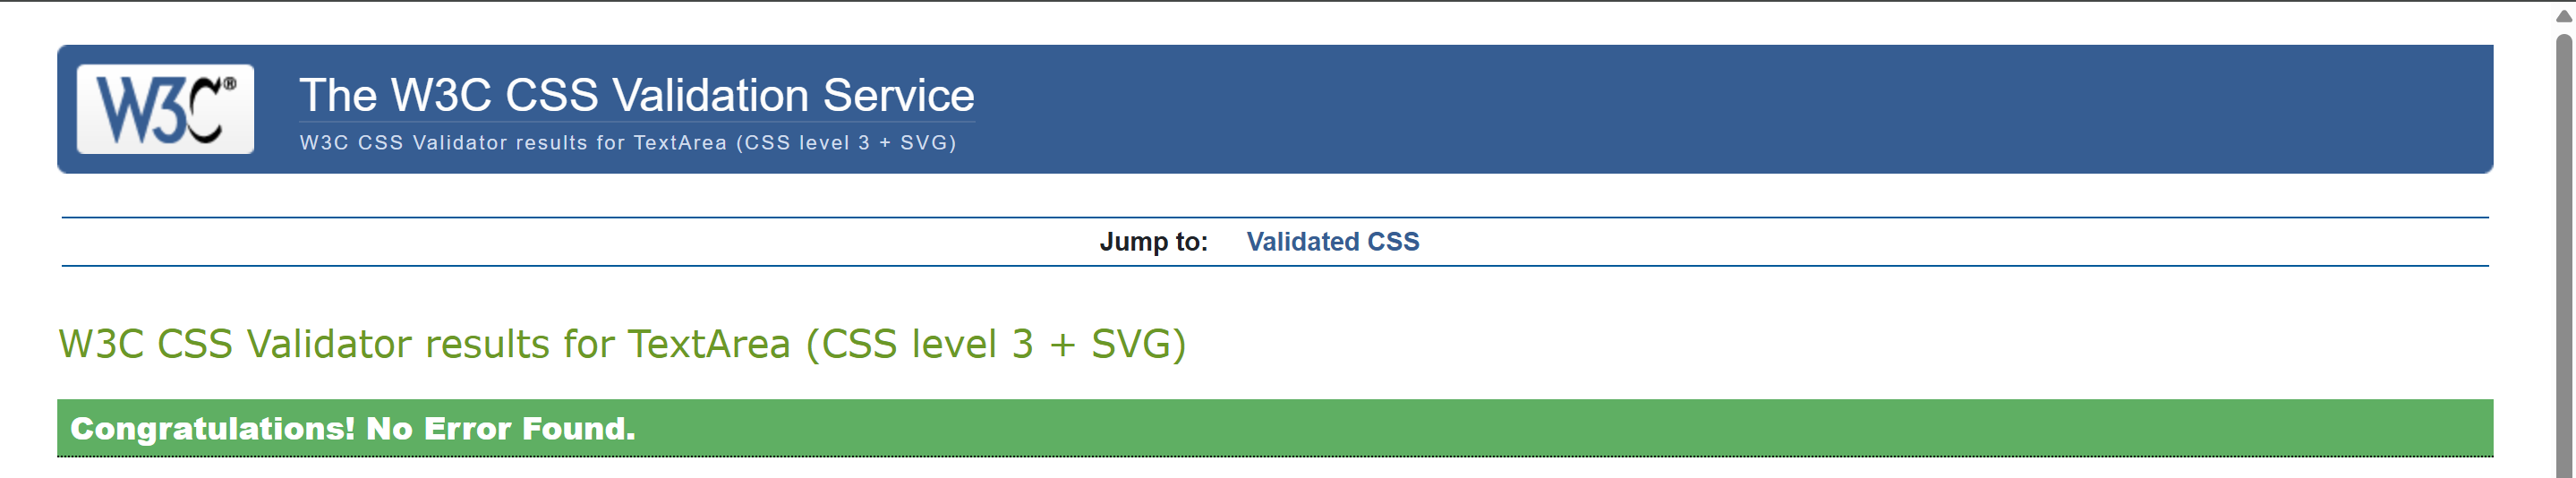 W3C®
The W3C CSS Validation Service
W3C CSS Validator results for TextArea (CSS level 3 + SVG)
Jump to: Validated CSS
W3C CSS Validator results for TextArea (CSS level 3 + SVG)
Congratulations! No Error Found.